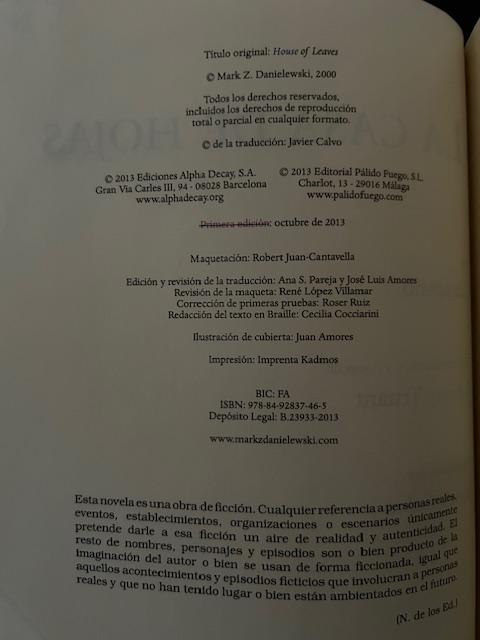 Título original: House of Leaves
© Mark Z. Danielewski, 2000
Todos los derechos reservados,
incluidos los derechos de reproducción
total o parcial en cualquier formato.
© de la traducción: Javier Calvo
© 2013 Ediciones Alpha Decay, S.A.
Gran Via Carles III, 94 - 08028 Barcelona
www.alphadecay.org
© 2013 Editorial Pálido Fuego, S.L.
Charlot, 13 - 29016 Málaga
www.palidofuego.com
Primera edición: octubre de 2013
Maquetación: Robert Juan-Cantavella
Edición y revisión de la traducción: Ana S. Pareja y José Luis Amores
Revisión de la maqueta: René López Villamar
Corrección de primeras pruebas: Roser Ruiz
Redacción del texto en Braille: Cecilia Cocciarini
Ilustración de cubierta: Juan Amores
Impresión: Imprenta Kadmos
BIC: FA
ISBN: 978-84-92837-46-5
Depósito Legal: B.23933-2013
www.markzdanielewski.com
Esta novela es una obra de ficción. Cualquier referencia a personas reales,
eventos, establecimientos, organizaciones o escenarios únicamente
pretende darle a esa ficción un aire de realidad y autenticidad. El
resto de nombres, personajes y episodios son o bien producto de la
imaginación del autor o bien se usan de forma ficcionada, igual que
aquellos acontecimientos y episodios ficticios que involucran a personas
reales y que no han tenido lugar o bien están ambientados en el futuro.
(N. de los Ed.)